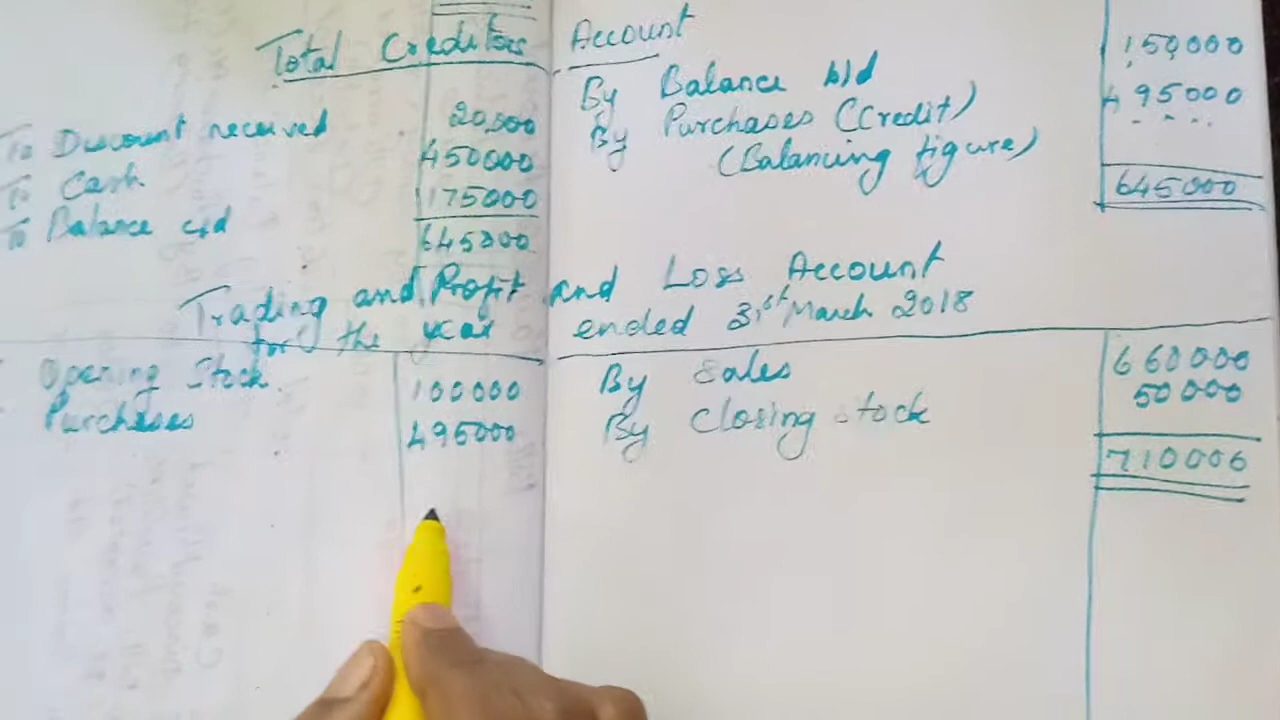 Total Creditors Account
To Discount received 20,000
To Cash 450000
To Balance c/d 175000
645000
By Balance b/d 150000
By Purchases (Credit) 495000
(Balancing figure)
645000
Trading and Profit and Loss Account
for the year ended 31st March 2018
Opening Stock 100000
Purchases 495000
By Sales 660000
By Closing stock 50000
710000